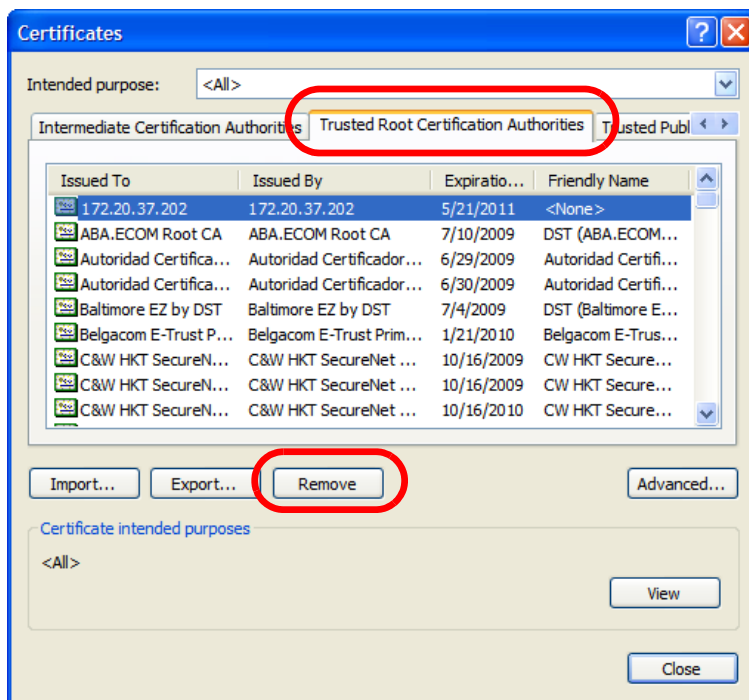 Certificates
Intended purpose: <All>
Intermediate Certification Authorities Trusted Root Certification Authorities Trusted Publ
Issued To Issued By Expiratio... Friendly Name
172.20.37.202 172.20.37.202 5/21/2011 <None>
ABA.ECOM Root CA ABA.ECOM Root CA 7/10/2009 DST (ABA.ECOM...
Autoridad Certifica... Autoridad Certificador... 6/29/2009 Autoridad Certifi...
Autoridad Certifica... Autoridad Certificador... 6/30/2009 Autoridad Certifi...
Baltimore EZ by DST Baltimore EZ by DST 7/4/2009 DST (Baltimore E...
Belgacom E-Trust P... Belgacom E-Trust Prim... 1/21/2010 Belgacom E-Trus...
C&W HKT SecureN... C&W HKT SecureNet ... 10/16/2009 CW HKT Secure...
C&W HKT SecureN... C&W HKT SecureNet ... 10/16/2009 CW HKT Secure...
C&W HKT SecureN... C&W HKT SecureNet ... 10/16/2010 CW HKT Secure...
Import... Export... Remove Advanced...
Certificate intended purposes
<All>
View
Close